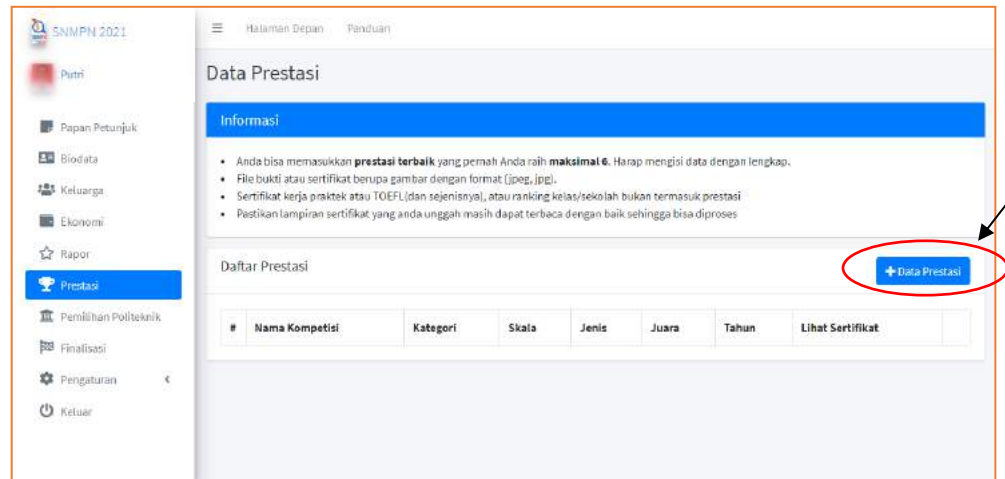 SNMPN 2021
Halaman Depan Panduan
Putri
Data Prestasi
Papan Petunjuk
Biodata
Keluarga
Ekonomi
Rapor
Prestasi
Pemilihan Politeknik
Finalisasi
Pengaturan
Keluar
Informasi
• Anda bisa memasukkan prestasi terbaik yang pernah Anda raih maksimal 6. Harap mengisi data dengan lengkap.
• File bukti atau sertifikat berupa gambar dengan format (jpeg, jpg).
• Sertifikat kerja praktek atau TOEFL(dan sejenisnya), atau ranking kelas/sekolah bukan termasuk prestasi
• Pastikan lampiran sertifikat yang anda unggah masih dapat terbaca dengan baik sehingga bisa diproses
Daftar Prestasi
+ Data Prestasi
# Nama Kompetisi Kategori Skala Jenis Juara Tahun Lihat Sertifikat